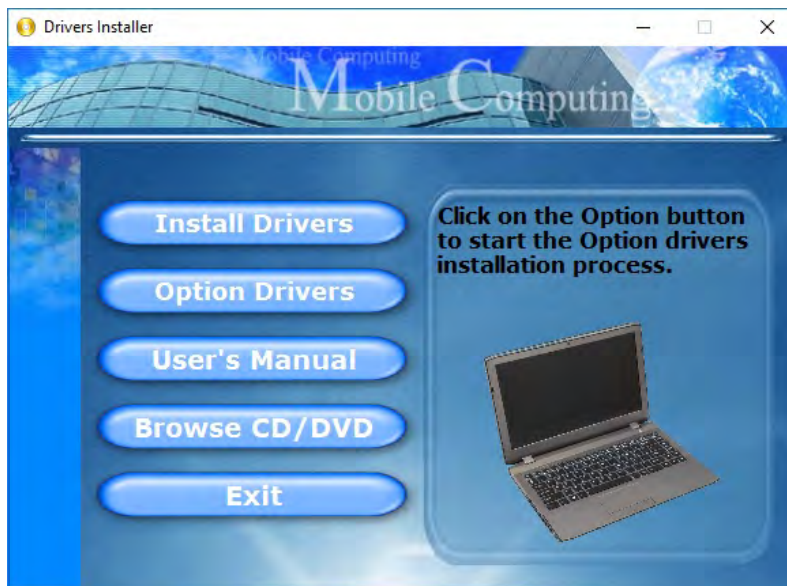 Drivers Installer
Mobile Computing
Mobile Computing
Install Drivers
Option Drivers
User's Manual
Browse CD/DVD
Exit
Click on the Option button
to start the Option drivers
installation process.